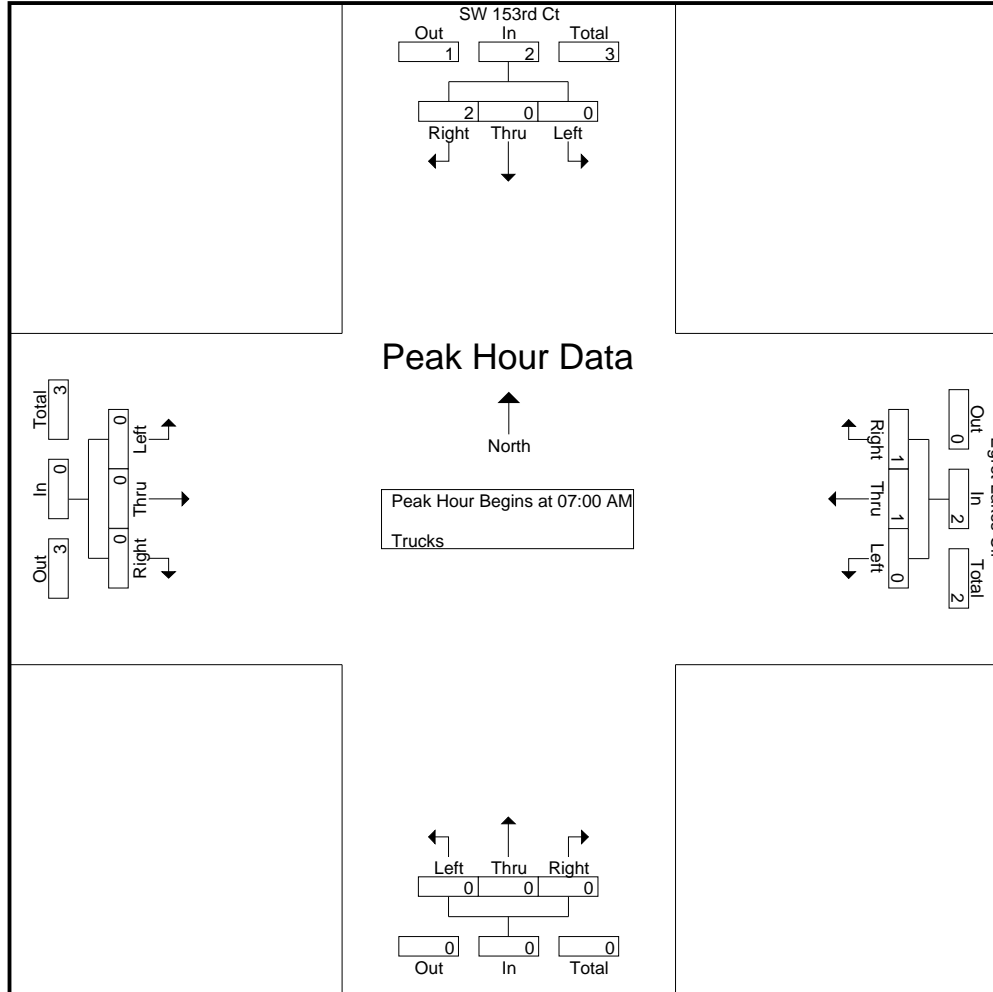 SW 153rd Ct
Out In Total
1 2 3
2 0 0
Right Thru Left
Peak Hour Data
North
Peak Hour Begins at 07:00 AM
Trucks
Total 3
In 0
Out 3
Left 0
Thru 0
Right 0
Right 1
Thru 1
Left 0
Out 0
In 2
Total 2
Left Thru Right
0 0 0
0 0 0
Out In Total